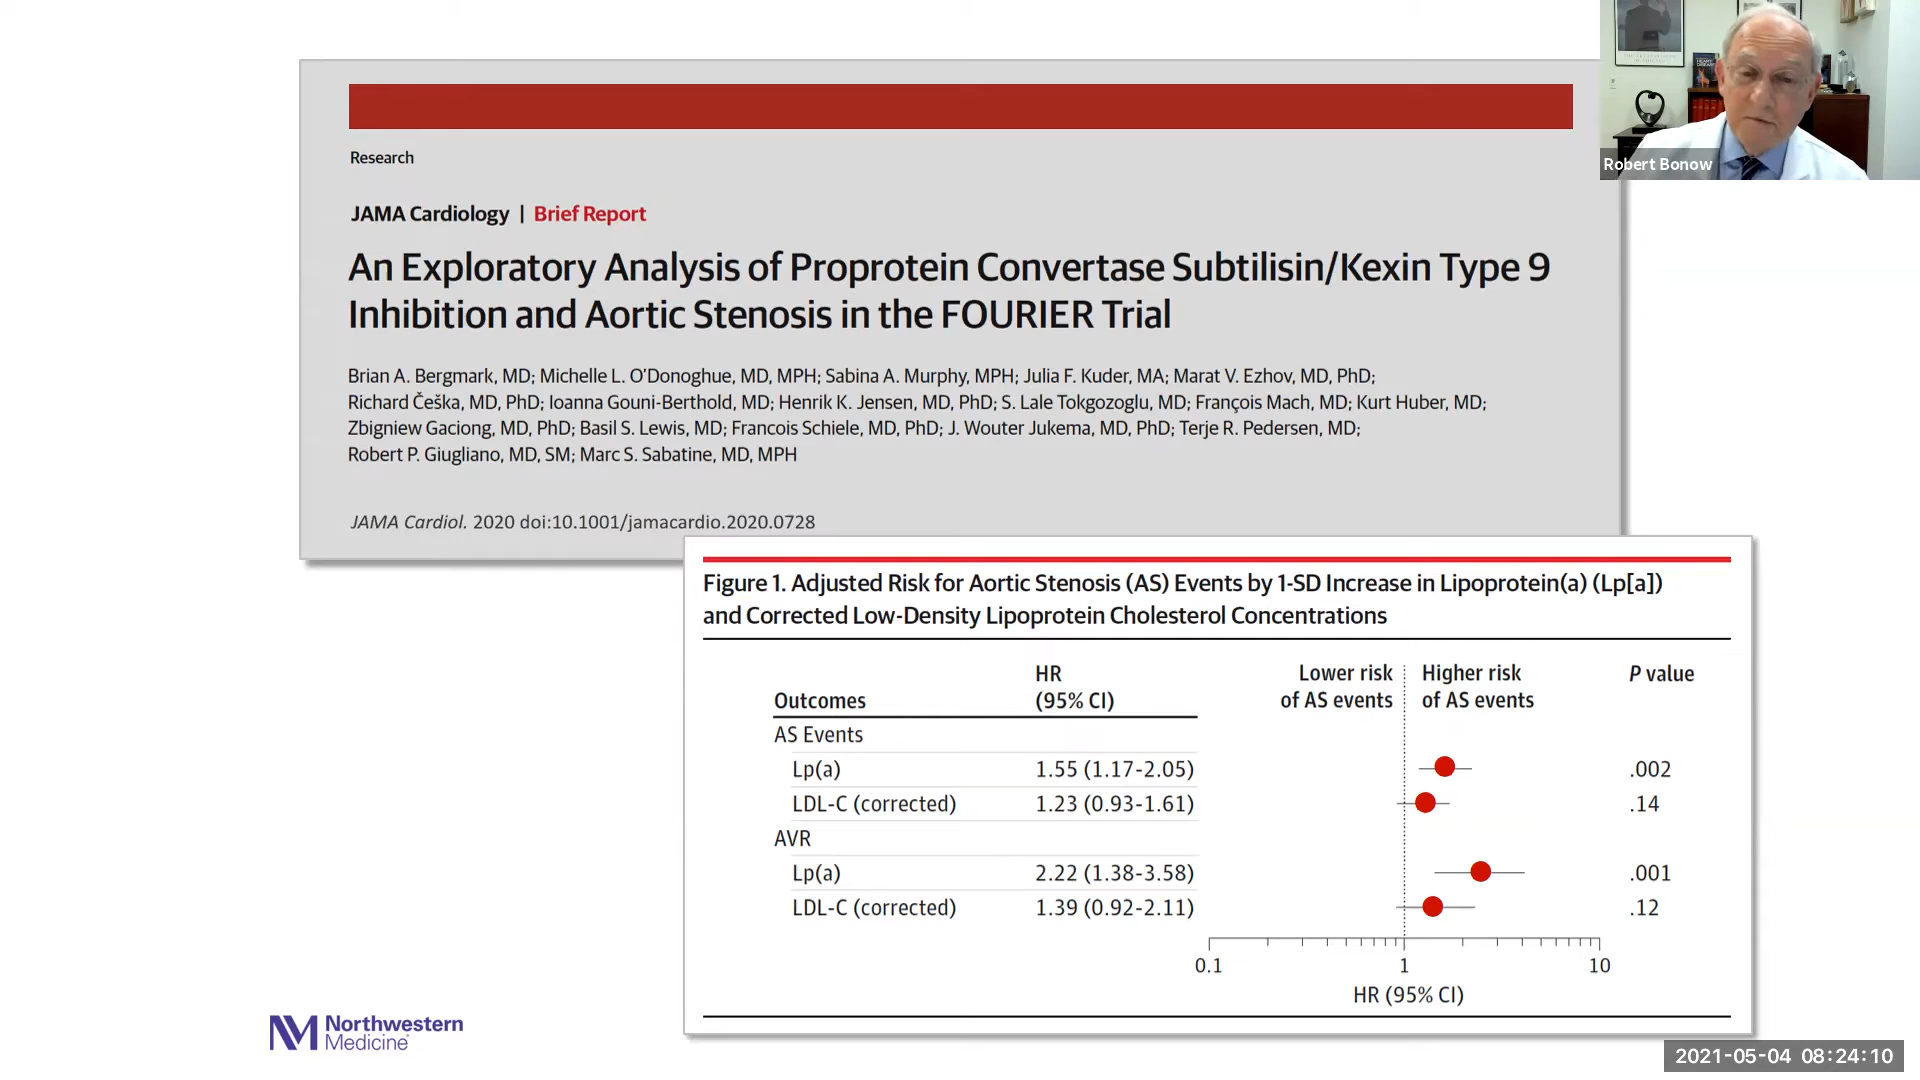 Research
JAMA Cardiology | Brief Report
An Exploratory Analysis of Proprotein Convertase Subtilisin/Kexin Type 9
Inhibition and Aortic Stenosis in the FOURIER Trial
Brian A. Bergmark, MD; Michelle L. O'Donoghue, MD, MPH; Sabina A. Murphy, MPH; Julia F. Kuder, MA; Marat V. Ezhov, MD, PhD;
Richard Češka, MD, PhD; Ioanna Gouni-Berthold, MD; Henrik K. Jensen, MD, PhD; S. Lale Tokgozoglu, MD; François Mach, MD; Kurt Huber, MD;
Zbigniew Gaciong, MD, PhD; Basil S. Lewis, MD; Francois Schiele, MD, PhD; J. Wouter Jukema, MD, PhD; Terje R. Pedersen, MD;
Robert P. Giugliano, MD, SM; Marc S. Sabatine, MD, MPH
JAMA Cardiol. 2020 doi:10.1001/jamacardio.2020.0728
Robert Bonow
Figure 1. Adjusted Risk for Aortic Stenosis (AS) Events by 1-SD Increase in Lipoprotein(a) (Lp[a])
and Corrected Low-Density Lipoprotein Cholesterol Concentrations
HR Lower risk Higher risk P value
Outcomes (95% CI) of AS events of AS events
AS Events
Lp(a) 1.55 (1.17-2.05) .002
LDL-C (corrected) 1.23 (0.93-1.61) .14
AVR
Lp(a) 2.22 (1.38-3.58) .001
LDL-C (corrected) 1.39 (0.92-2.11) .12
0.1 1 10
HR (95% CI)
Northwestern
Medicine
2021-05-04 08:24:10